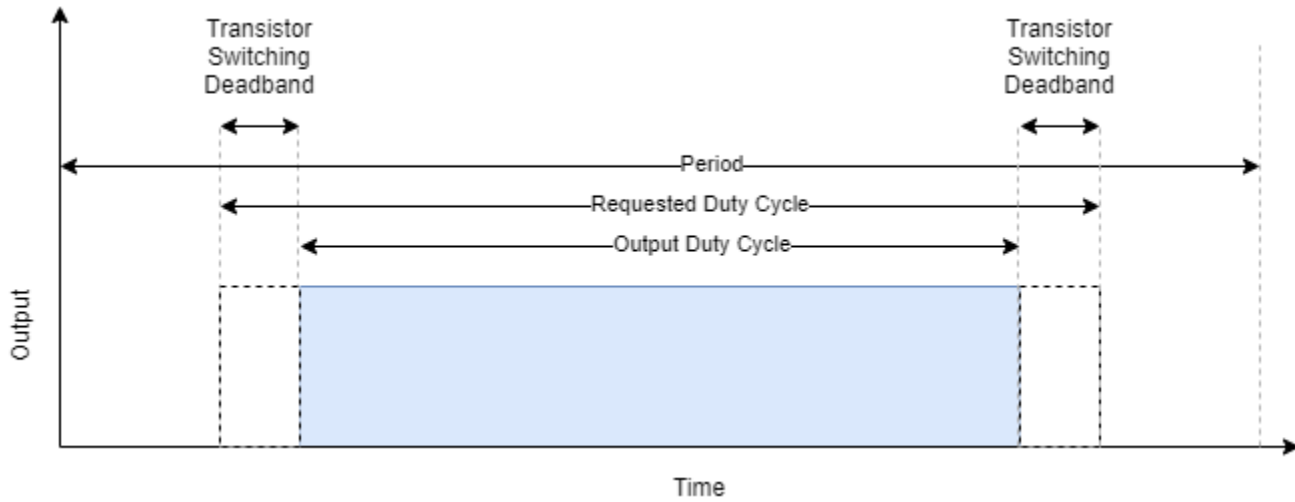 Transistor
Switching
Deadband
Transistor
Switching
Deadband
Period
Requested Duty Cycle
Output Duty Cycle
Output
Time